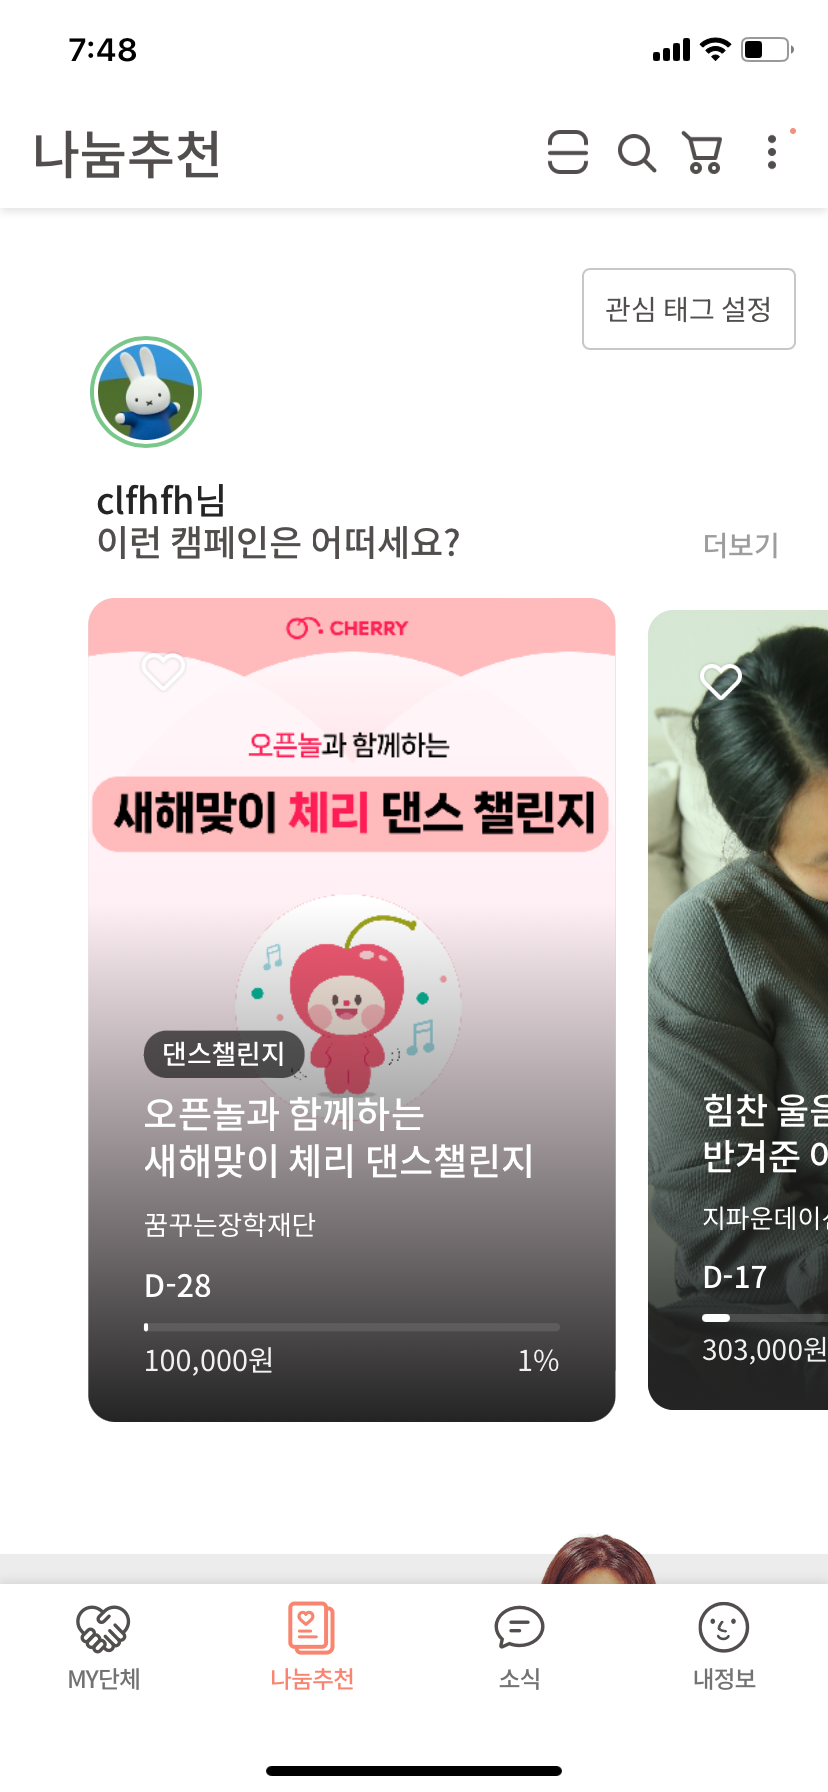 7:48
나눔추천
관심 태그 설정
clfhfh님
이런 캠페인은 어떠세요?
더보기
CHERRY
오픈놀과 함께하는
새해맞이 체리 댄스 챌린지
댄스챌린지
오픈놀과 함께하는
새해맞이 체리 댄스챌린지
꿈꾸는장학재단
D-28
100,000원
1%
힘찬 울음
반겨준
지파운데이션
D-17
303,000원
MY단체
나눔추천
소식
내정보